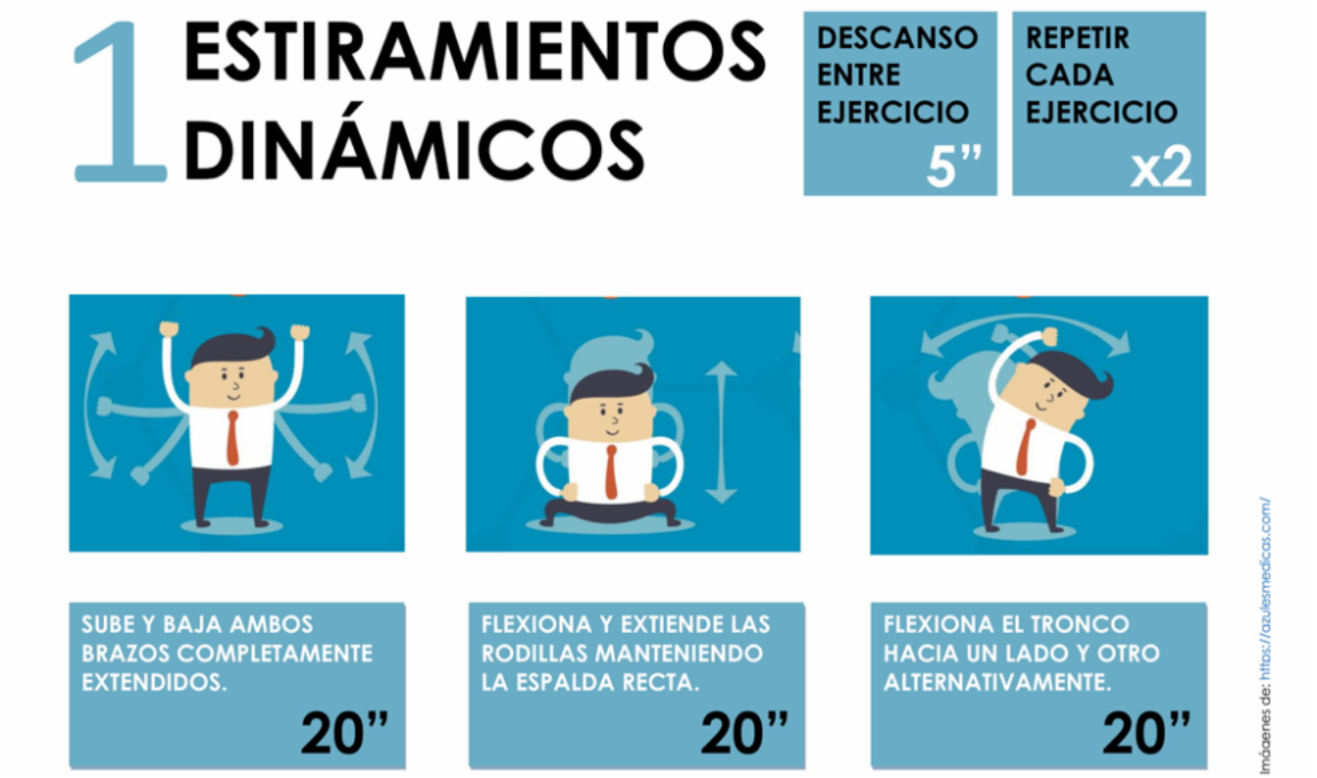 1 ESTIRAMIENTOS
DINÁMICOS
DESCANSO
ENTRE
EJERCICIO
5”
REPETIR
CADA
EJERCICIO
x2
SUBE Y BAJA AMBOS
BRAZOS COMPLETAMENTE
EXTENDIDOS.
20”
FLEXIONA Y EXTIENDE LAS
RODILLAS MANTENIENDO
LA ESPALDA RECTA.
20”
FLEXIONA EL TRONCO
HACIA UN LADO Y OTRO
ALTERNATIVAMENTE.
20”
Imágenes de: https://azulesmedicas.com/